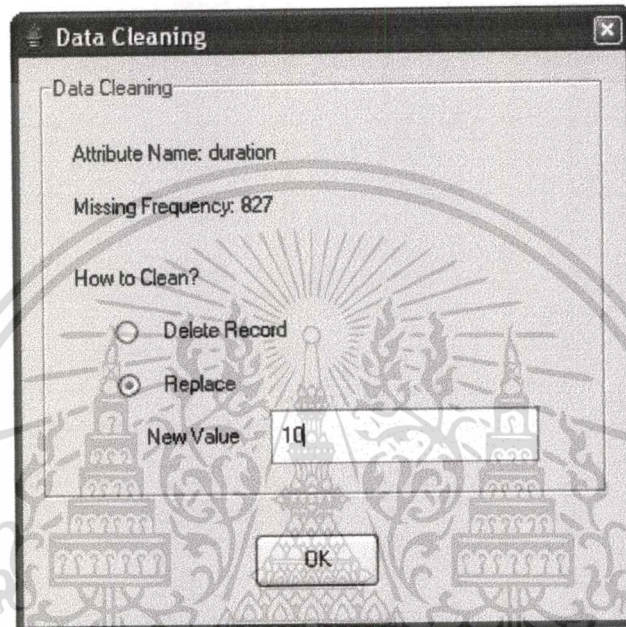 Data Cleaning
Data Cleaning
Attribute Name: duration
Missing Frequency: 827
How to Clean?
Delete Record
Replace
New Value 10
OK